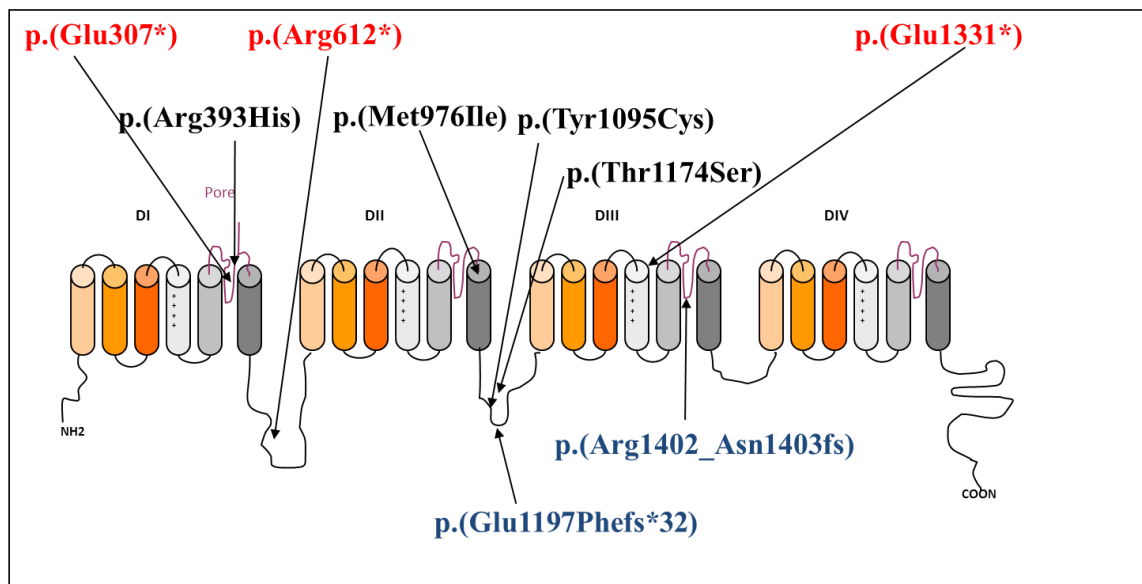 p.(Glu307*) p.(Arg612*) p.(Glu1331*)
p.(Arg393His) p.(Met976Ile) p.(Tyr1095Cys)
p.(Thr1174Ser)
Pore
DI DII DIII DIV
+ + + +
+ + + +
+ + + +
+ + + +
NH2
p.(Arg1402_Asn1403fs)
COON
p.(Glu1197Phefs*32)